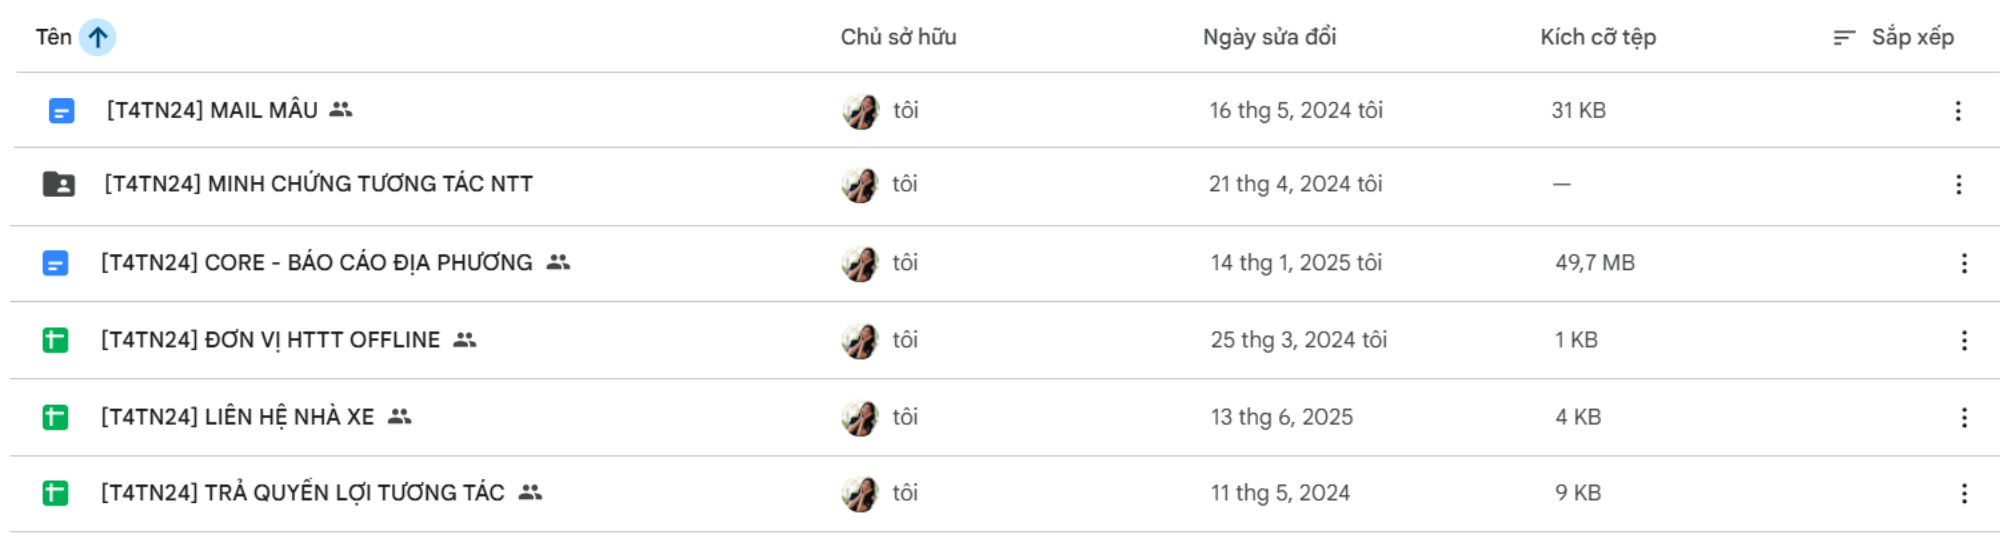 Tên Chủ sở hữu Ngày sửa đổi Kích cỡ tệp Sắp xếp
[T4TN24] MAIL MẪU tôi 16 thg 5, 2024 tôi 31 KB
[T4TN24] MINH CHỨNG TƯƠNG TÁC NTT tôi 21 thg 4, 2024 tôi —
[T4TN24] CORE - BÁO CÁO ĐỊA PHƯƠNG tôi 14 thg 1, 2025 tôi 49,7 MB
[T4TN24] ĐƠN VỊ HTTT OFFLINE tôi 25 thg 3, 2024 tôi 1 KB
[T4TN24] LIÊN HỆ NHÀ XE tôi 13 thg 6, 2025 4 KB
[T4TN24] TRẢ QUYỀN LỢI TƯƠNG TÁC tôi 11 thg 5, 2024 9 KB